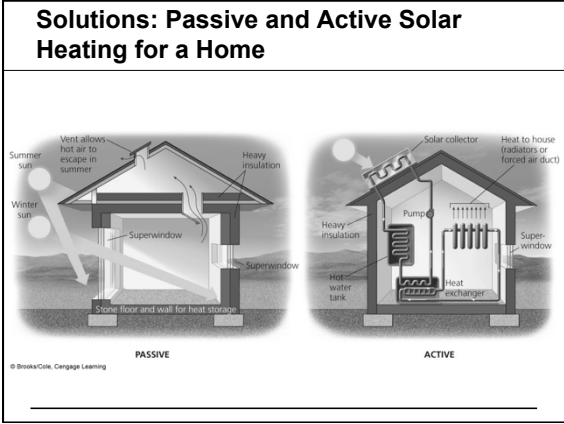 Solutions: Passive and Active Solar
Heating for a Home
Vent allows
hot air to
escape in
summer
Summer
sun
Heavy
insulation
Winter
sun
Superwindow
Superwindow
Stone floor and wall for heat storage
PASSIVE
Solar collector
Heat to house
(radiators or
forced air duct)
Pump
Heavy
insulation
Super-
window
Hot
water
tank
Heat
exchanger
ACTIVE
© Brooks/Cole, Cengage Learning